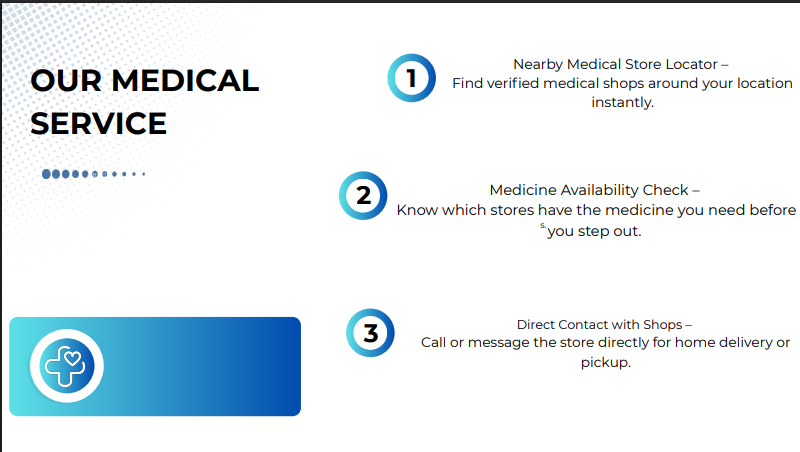 OUR MEDICAL
SERVICE
1
Nearby Medical Store Locator –
Find verified medical shops around your location
instantly.
2
Medicine Availability Check –
Know which stores have the medicine you need before
s. you step out.
3
Direct Contact with Shops –
Call or message the store directly for home delivery or
pickup.